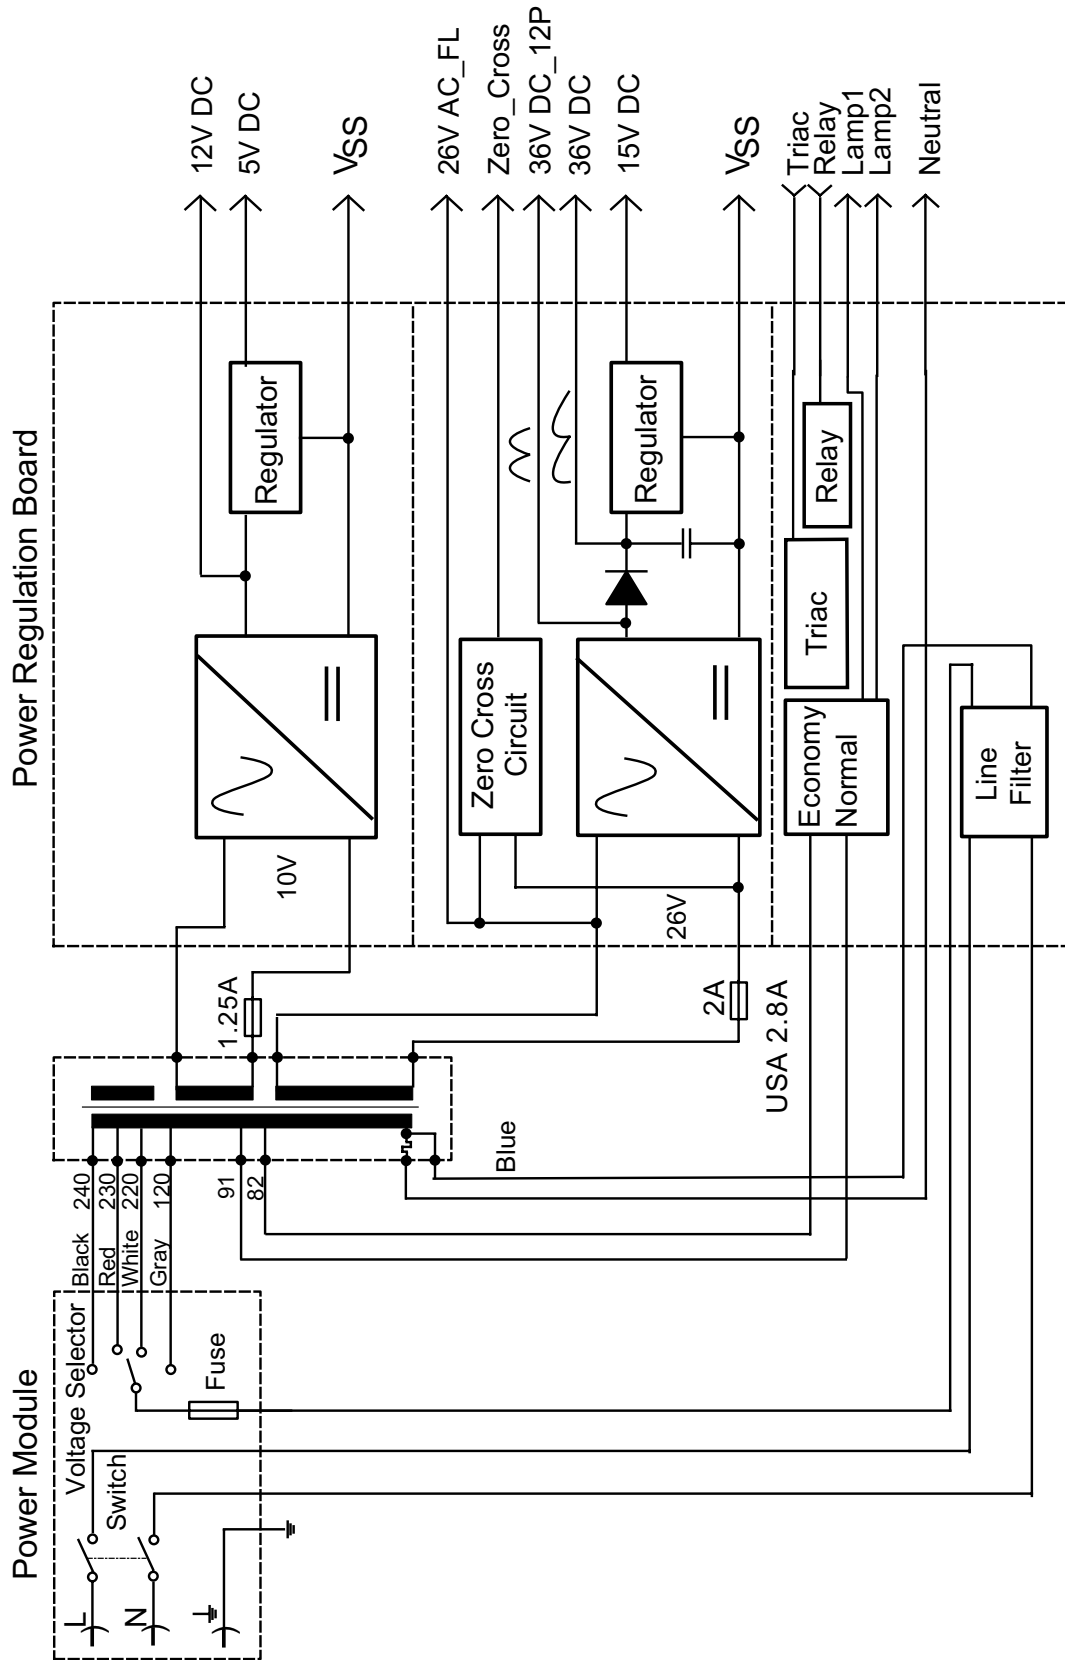 Power Module
Power Regulation Board
L
N
Switch
Voltage Selector
Fuse
Black
Red
White
Gray
240
230
220
120
91
82
Blue
1.25A
2A
USA 2.8A
10V
26V
Regulator
Zero Cross
Circuit
Regulator
Economy
Normal
Triac
Relay
Line
Filter
12V DC
5V DC
VSS
26V AC_FL
Zero_Cross
36V DC_12P
36V DC
15V DC
VSS
Triac
Relay
Lamp1
Lamp2
Neutral